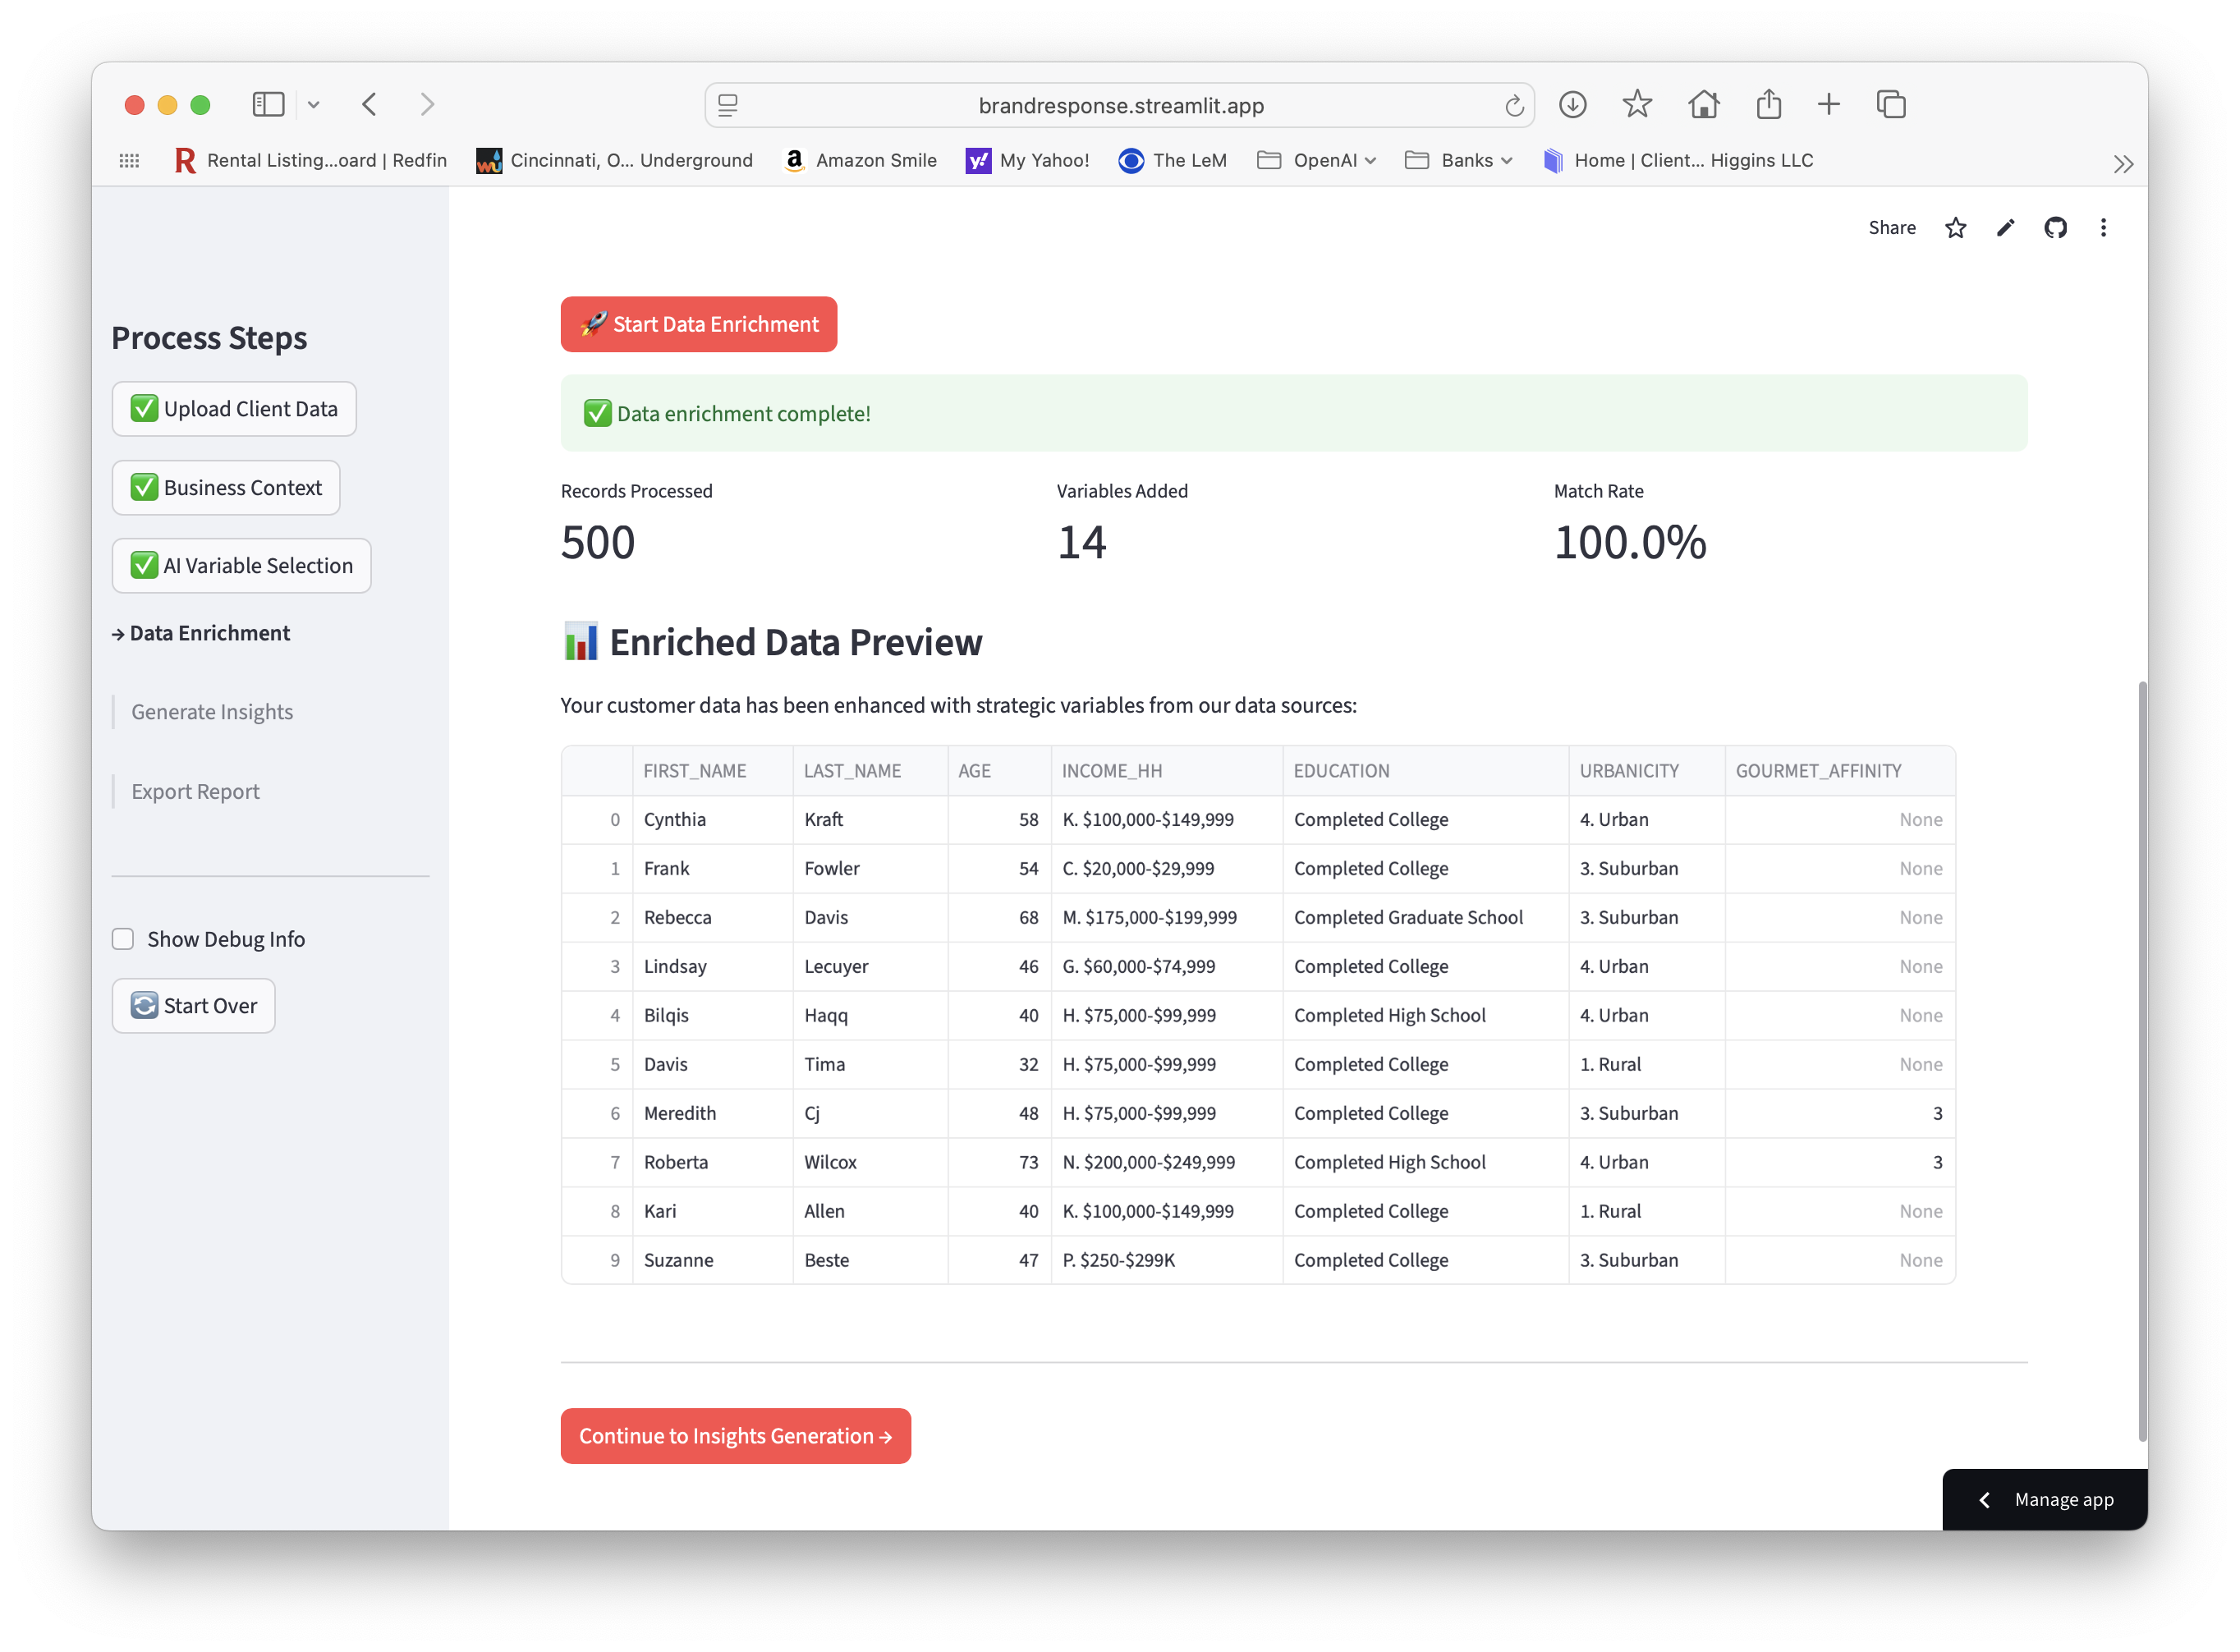 brandresponse.streamlit.app
Rental Listing...oard | Redfin
Cincinnati, O... Underground
Amazon Smile
My Yahoo!
The LeM
OpenAI
Banks
Home | Client... Higgins LLC
Share
Process Steps
Upload Client Data
Business Context
AI Variable Selection
→ Data Enrichment
Generate Insights
Export Report
Show Debug Info
Start Over
Start Data Enrichment
Data enrichment complete!
Records Processed Variables Added Match Rate
500 14 100.0%
Enriched Data Preview
Your customer data has been enhanced with strategic variables from our data sources:
FIRST_NAME LAST_NAME AGE INCOME_HH EDUCATION URBANICITY GOURMET_AFFINITY
0 Cynthia Kraft 58 K. $100,000-$149,999 Completed College 4. Urban None
1 Frank Fowler 54 C. $20,000-$29,999 Completed College 3. Suburban None
2 Rebecca Davis 68 M. $175,000-$199,999 Completed Graduate School 3. Suburban None
3 Lindsay Lecuyer 46 G. $60,000-$74,999 Completed College 4. Urban None
4 Bilqis Haqq 40 H. $75,000-$99,999 Completed High School 4. Urban None
5 Davis Tima 32 H. $75,000-$99,999 Completed College 1. Rural None
6 Meredith Cj 48 H. $75,000-$99,999 Completed College 3. Suburban 3
7 Roberta Wilcox 73 N. $200,000-$249,999 Completed High School 4. Urban 3
8 Kari Allen 40 K. $100,000-$149,999 Completed College 1. Rural None
9 Suzanne Beste 47 P. $250-$299K Completed College 3. Suburban None
Continue to Insights Generation →
Manage app